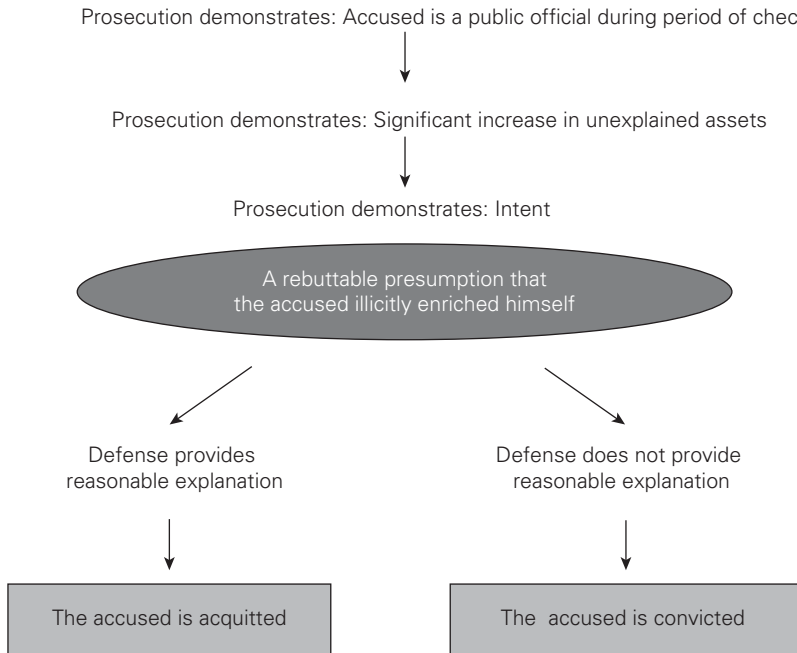 Prosecution demonstrates: Accused is a public official during period of chec
Prosecution demonstrates: Significant increase in unexplained assets
Prosecution demonstrates: Intent
A rebuttable presumption that
the accused illicitly enriched himself
Defense provides
reasonable explanation
Defense does not provide
reasonable explanation
The accused is acquitted
The accused is convicted